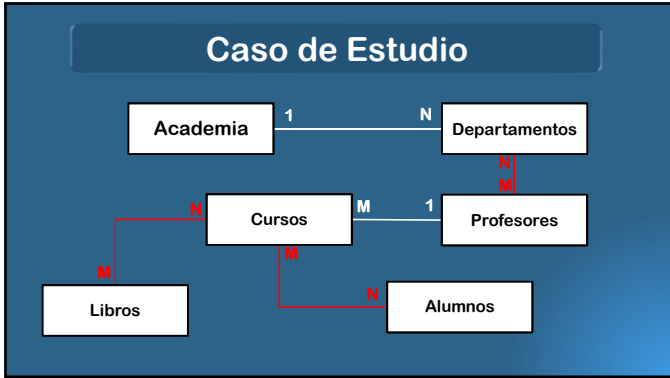 Caso de Estudio
Academia
1
N
Departamentos
N
M
Cursos
M
1
Profesores
N
M
M
N
Libros
Alumnos